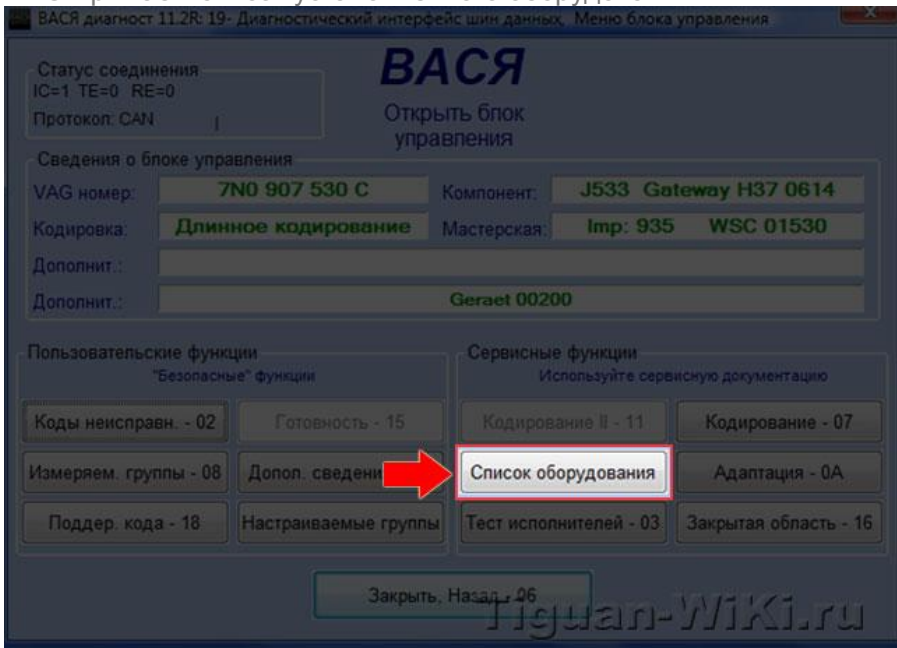 ВАСЯ диагност 11.2R: 19- Диагностический интерфейс шин данных, Меню блока управления
Статус соединения
IC=1 TE=0 RE=0
Протокол: CAN
ВАСЯ
Открыть блок
управления
Сведения о блоке управления
VAG номер: 7N0 907 530 C Компонент: J533 Gateway H37 0614
Кодировка: Длинное кодирование Мастерская: Imp: 935 WSC 01530
Дополнит.:
Дополнит.: Geraet 00200
Пользовательские функции
"Безопасные" функции
Сервисные функции
Используйте сервисную документацию
Коды неисправн. - 02 Готовность - 15 Кодирование II - 11 Кодирование - 07
Измеряем. группы - 08 Допол. сведени Список оборудования Адаптация - 0A
Поддер. кода - 18 Настраиваемые группы Тест исполнителей - 03 Закрытая область - 16
Закрыть, Назад - 06
Tiguan-WiKi.ru